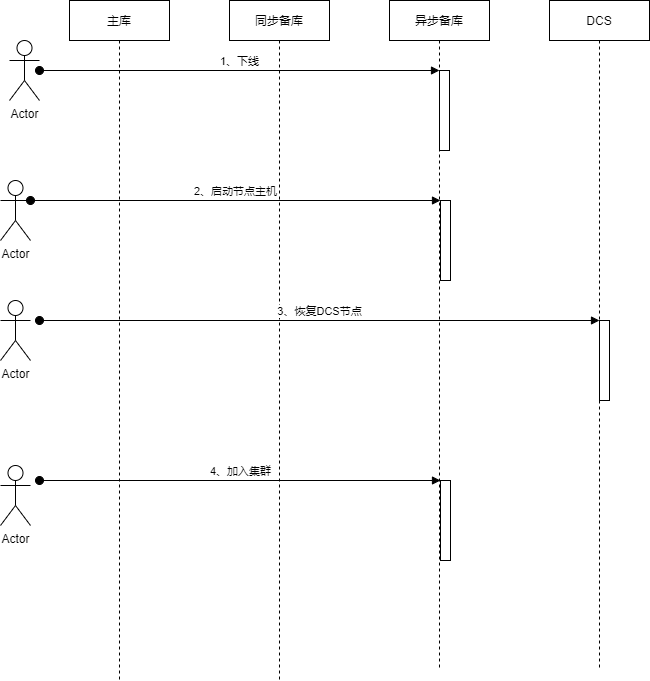 主库
同步备库
异步备库
DCS
1、下线
Actor
2、启动节点主机
Actor
3、恢复DCS节点
Actor
4、加入集群
Actor